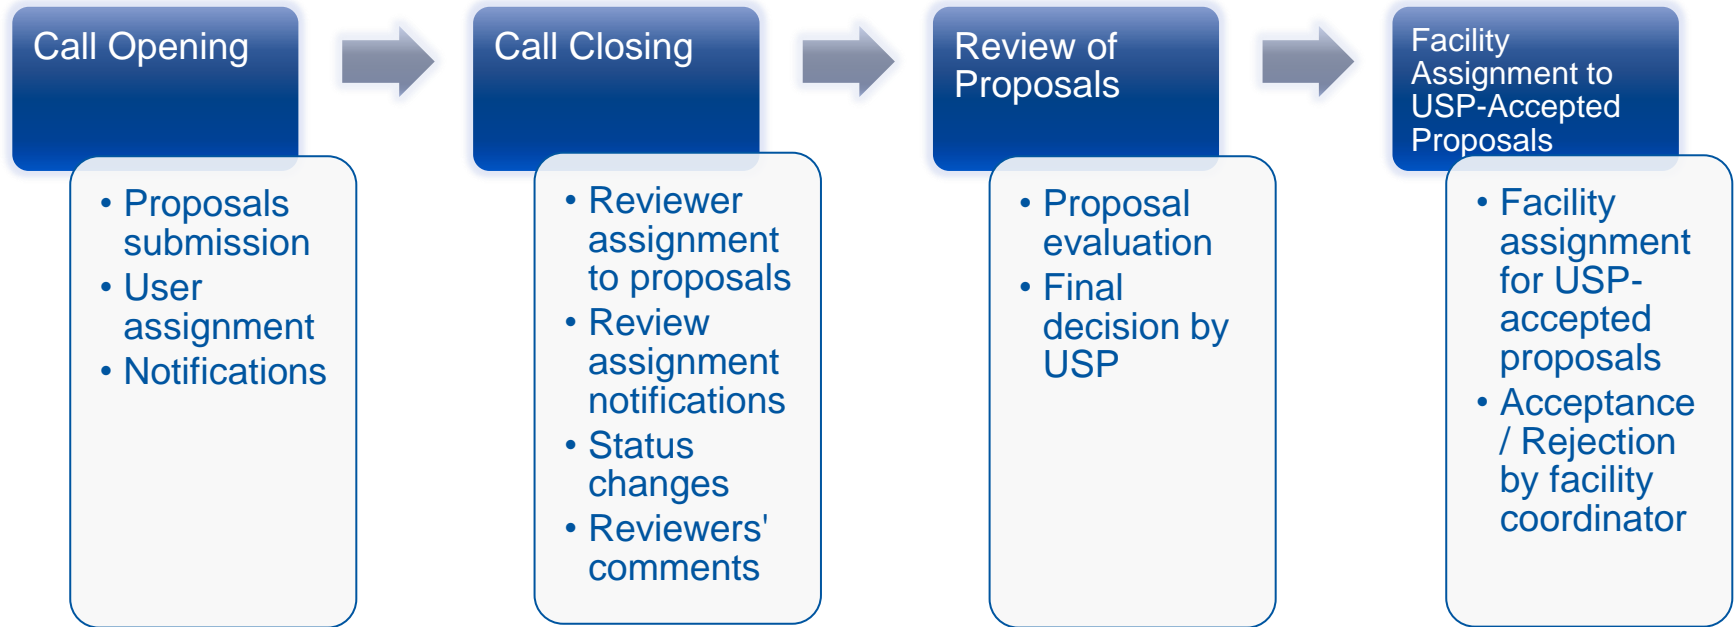 Call Opening
• Proposals
submission
• User
assignment
• Notifications
Call Closing
• Reviewer
assignment
to proposals
• Review
assignment
notifications
• Status
changes
• Reviewers'
comments
Review of
Proposals
• Proposal
evaluation
• Final
decision by
USP
Facility
Assignment to
USP-Accepted
Proposals
• Facility
assignment
for USP-
accepted
proposals
• Acceptance
/ Rejection
by facility
coordinator